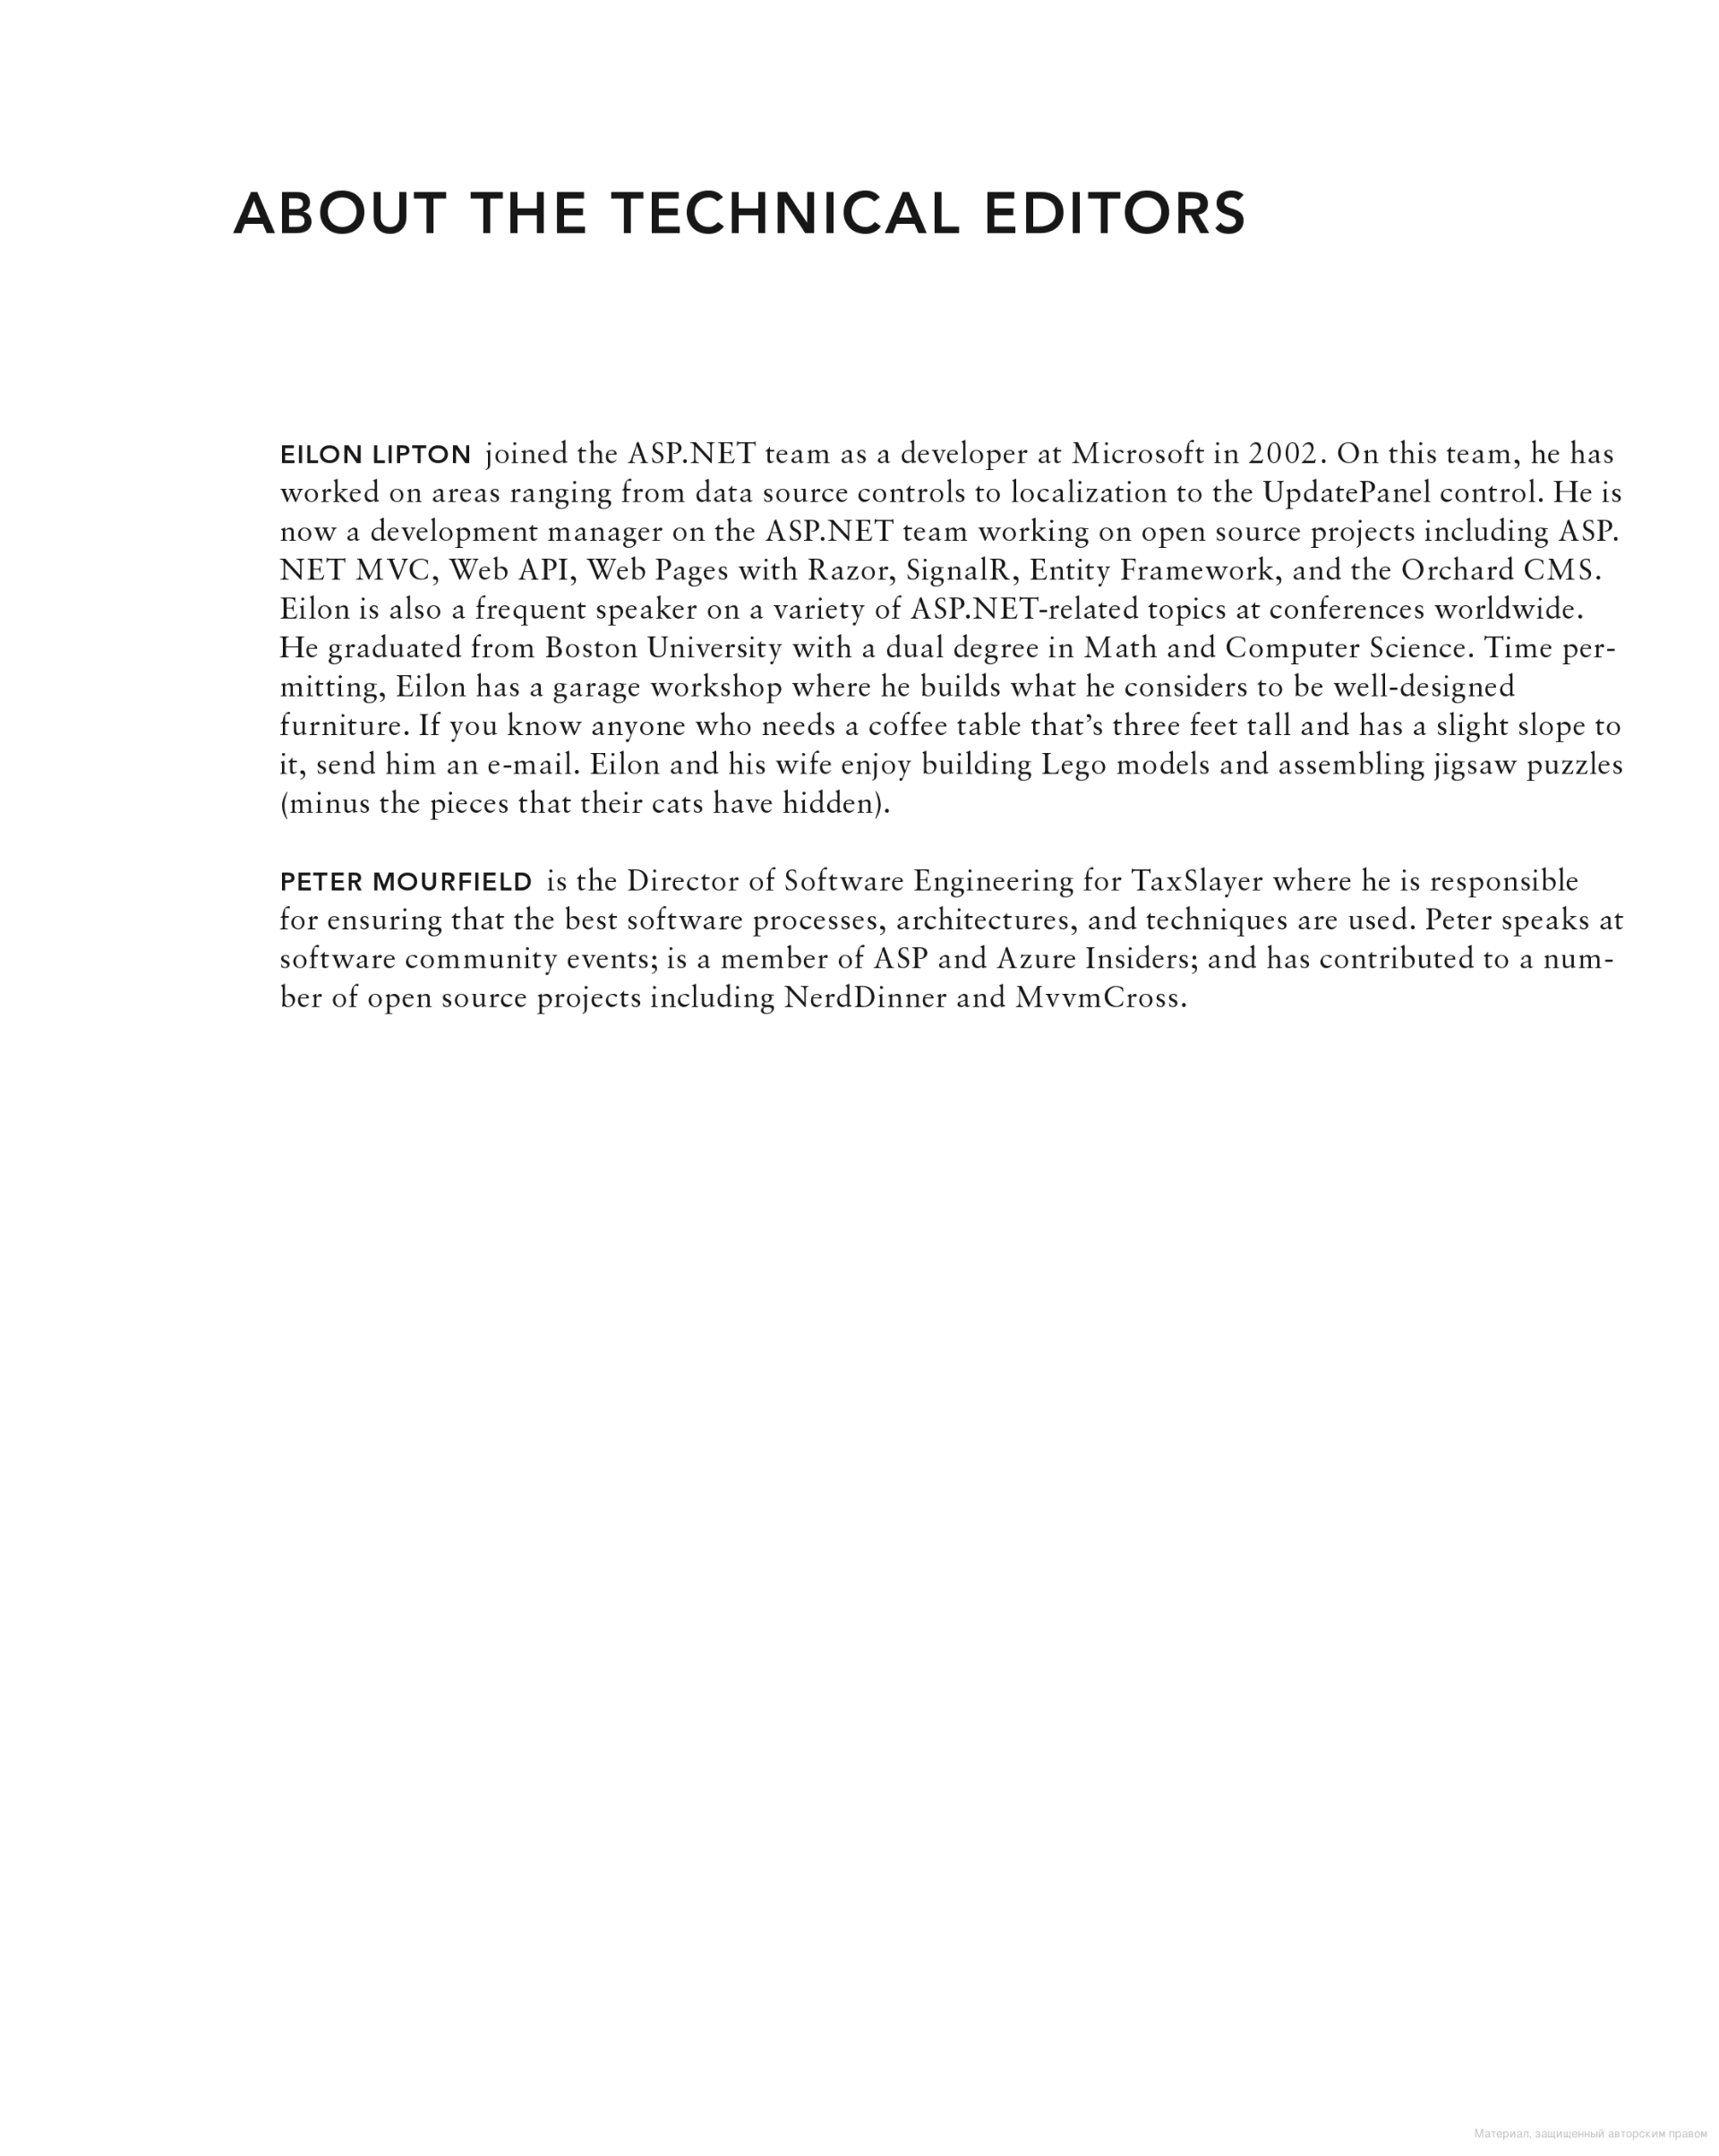 ABOUT THE TECHNICAL EDITORS
EILON LIPTON joined the ASP.NET team as a developer at Microsoft in 2002. On this team, he has
worked on areas ranging from data source controls to localization to the UpdatePanel control. He is
now a development manager on the ASP.NET team working on open source projects including ASP.
NET MVC, Web API, Web Pages with Razor, SignalR, Entity Framework, and the Orchard CMS.
Eilon is also a frequent speaker on a variety of ASP.NET-related topics at conferences worldwide.
He graduated from Boston University with a dual degree in Math and Computer Science. Time per-
mitting, Eilon has a garage workshop where he builds what he considers to be well-designed
furniture. If you know anyone who needs a coffee table that’s three feet tall and has a slight slope to
it, send him an e-mail. Eilon and his wife enjoy building Lego models and assembling jigsaw puzzles
(minus the pieces that their cats have hidden).
PETER MOURFIELD is the Director of Software Engineering for TaxSlayer where he is responsible
for ensuring that the best software processes, architectures, and techniques are used. Peter speaks at
software community events; is a member of ASP and Azure Insiders; and has contributed to a num-
ber of open source projects including NerdDinner and MvvmCross.
Материал, защищенный авторским правом